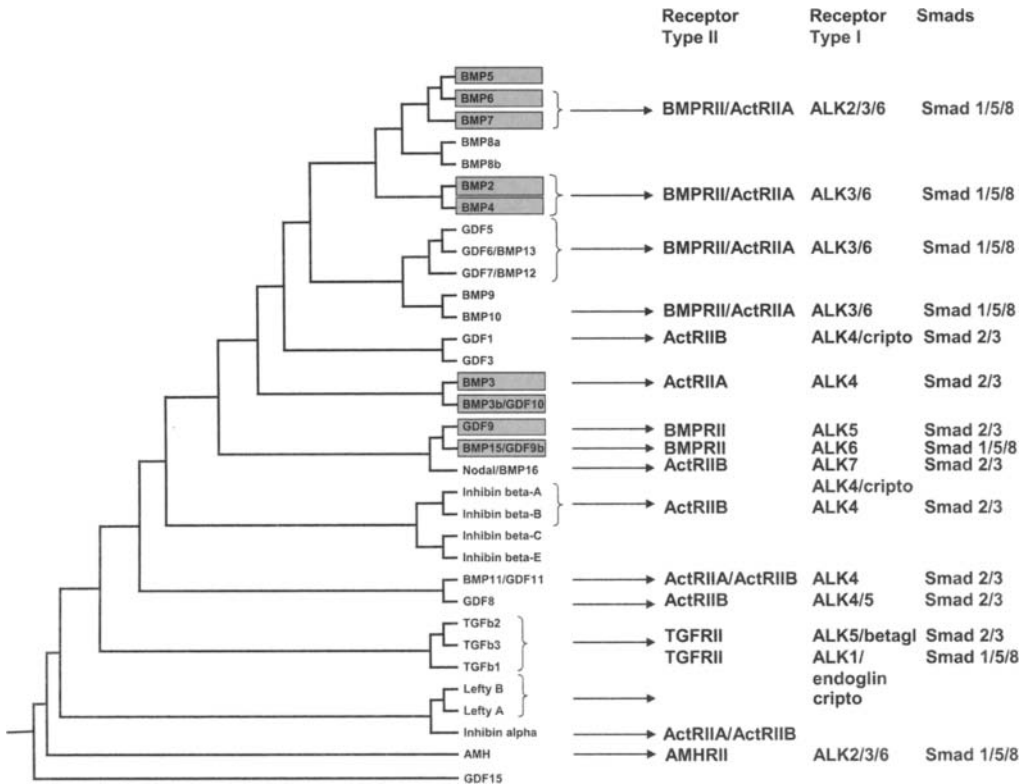 Receptor Type II Receptor Type I Smads
BMP5
BMP6
BMP7
BMPRII/ActRIIA ALK2/3/6 Smad 1/5/8
BMP8a
BMP8b
BMP2
BMPRII/ActRIIA ALK3/6 Smad 1/5/8
BMP4
GDF5
GDF6/BMP13 BMPRII/ActRIIA ALK3/6 Smad 1/5/8
GDF7/BMP12
BMP9
BMP10 BMPRII/ActRIIA ALK3/6 Smad 1/5/8
GDF1 ActRIIB ALK4/cripto Smad 2/3
GDF3
BMP3 ActRIIA ALK4 Smad 2/3
BMP3b/GDF10
GDF9 BMPRII ALK5 Smad 2/3
BMP15/GDF9b BMPRII ALK6 Smad 1/5/8
Nodal/BMP16 ActRIIB ALK7 Smad 2/3
ALK4/cripto
Inhibin beta-A
ActRIIB ALK4 Smad 2/3
Inhibin beta-B
Inhibin beta-C
Inhibin beta-E
BMP11/GDF11 ActRIIA/ActRIIB ALK4 Smad 2/3
GDF8 ActRIIB ALK4/5 Smad 2/3
TGFb2
TGFb3 TGFRII ALK5/betagl Smad 2/3
TGFb1 TGFRII ALK1/ Smad 1/5/8
endoglin
Lefty B
cripto
Lefty A
Inhibin alpha ActRIIA/ActRIIB
AMH AMHRII ALK2/3/6 Smad 1/5/8
GDF15